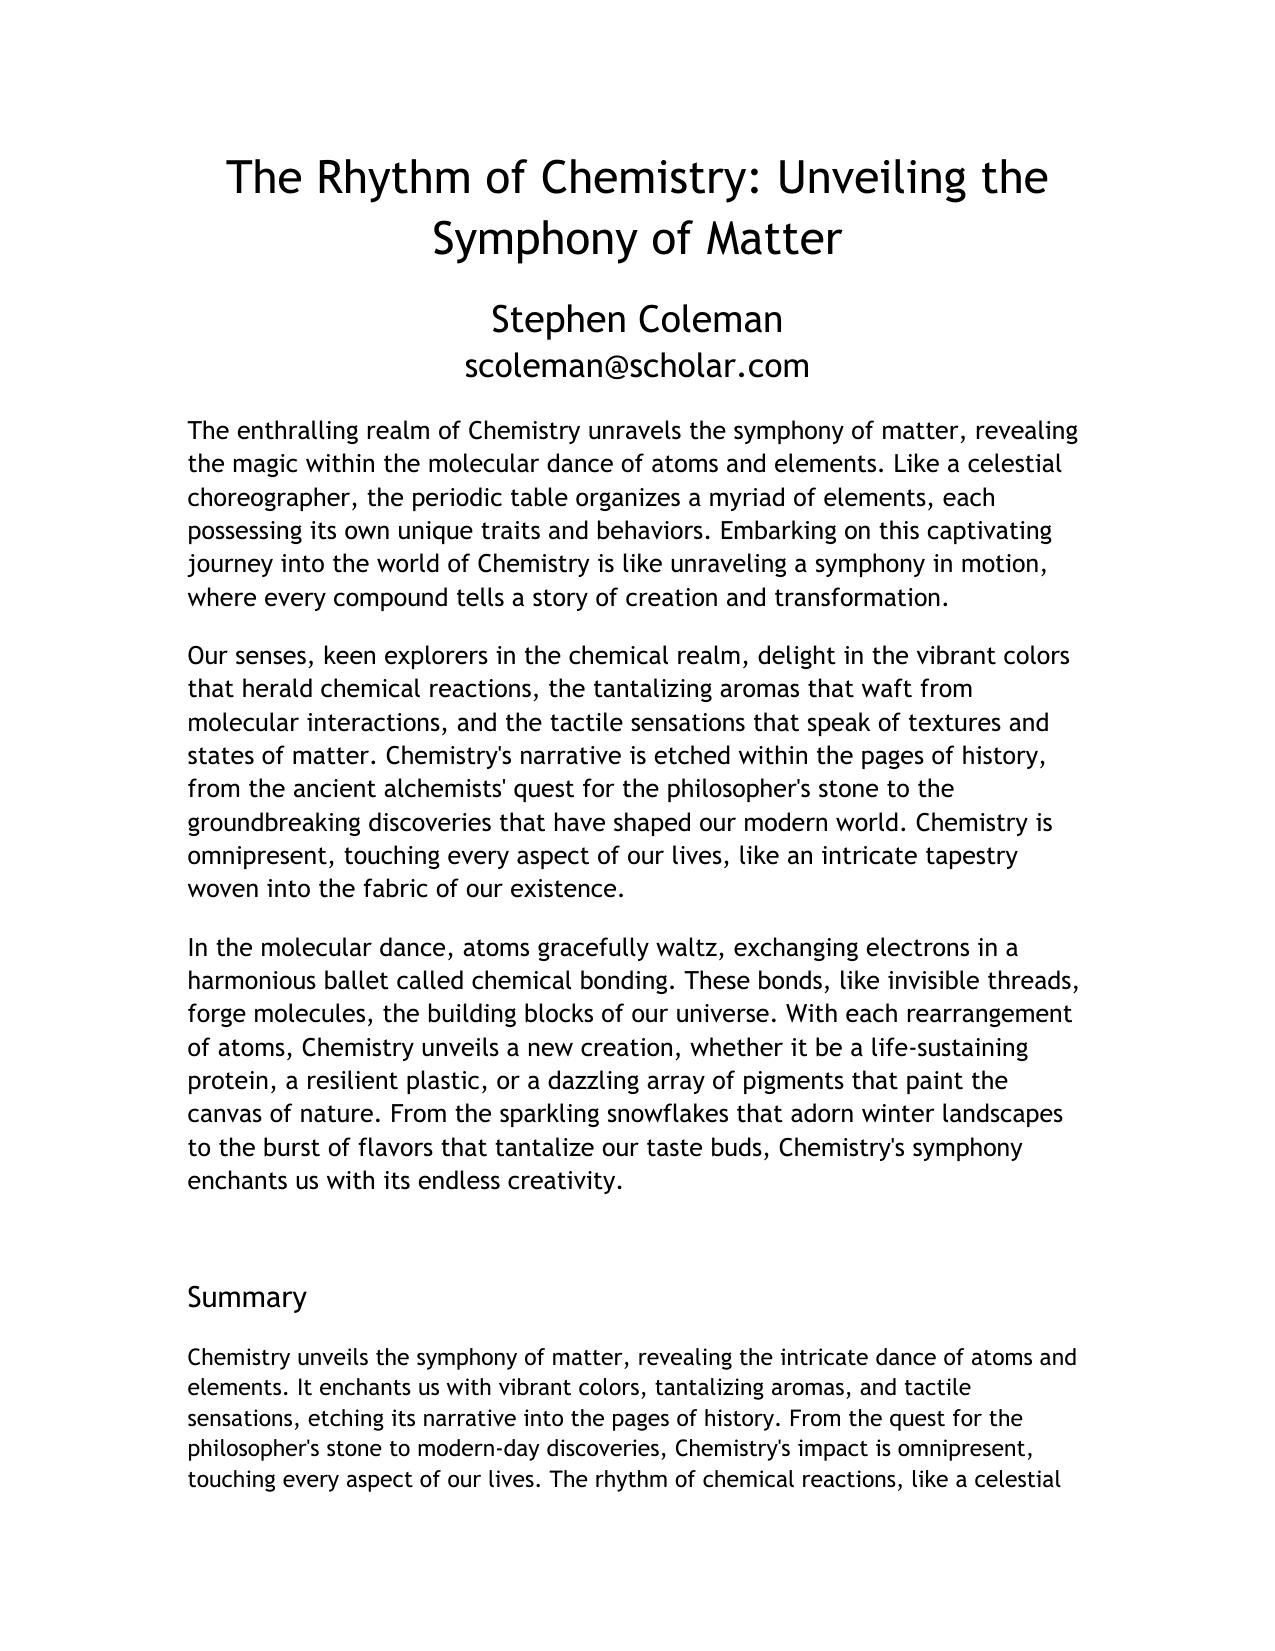 The Rhythm of Chemistry: Unveiling the
Symphony of Matter
Stephen Coleman
scoleman@scholar.com
The enthralling realm of Chemistry unravels the symphony of matter, revealing
the magic within the molecular dance of atoms and elements. Like a celestial
choreographer, the periodic table organizes a myriad of elements, each
possessing its own unique traits and behaviors. Embarking on this captivating
journey into the world of Chemistry is like unraveling a symphony in motion,
where every compound tells a story of creation and transformation.
Our senses, keen explorers in the chemical realm, delight in the vibrant colors
that herald chemical reactions, the tantalizing aromas that waft from
molecular interactions, and the tactile sensations that speak of textures and
states of matter. Chemistry's narrative is etched within the pages of history,
from the ancient alchemists' quest for the philosopher's stone to the
groundbreaking discoveries that have shaped our modern world. Chemistry is
omnipresent, touching every aspect of our lives, like an intricate tapestry
woven into the fabric of our existence.
In the molecular dance, atoms gracefully waltz, exchanging electrons in a
harmonious ballet called chemical bonding. These bonds, like invisible threads,
forge molecules, the building blocks of our universe. With each rearrangement
of atoms, Chemistry unveils a new creation, whether it be a life-sustaining
protein, a resilient plastic, or a dazzling array of pigments that paint the
canvas of nature. From the sparkling snowflakes that adorn winter landscapes
to the burst of flavors that tantalize our taste buds, Chemistry's symphony
enchants us with its endless creativity.
Summary
Chemistry unveils the symphony of matter, revealing the intricate dance of atoms and
elements. It enchants us with vibrant colors, tantalizing aromas, and tactile
sensations, etching its narrative into the pages of history. From the quest for the
philosopher's stone to modern-day discoveries, Chemistry's impact is omnipresent,
touching every aspect of our lives. The rhythm of chemical reactions, like a celestial